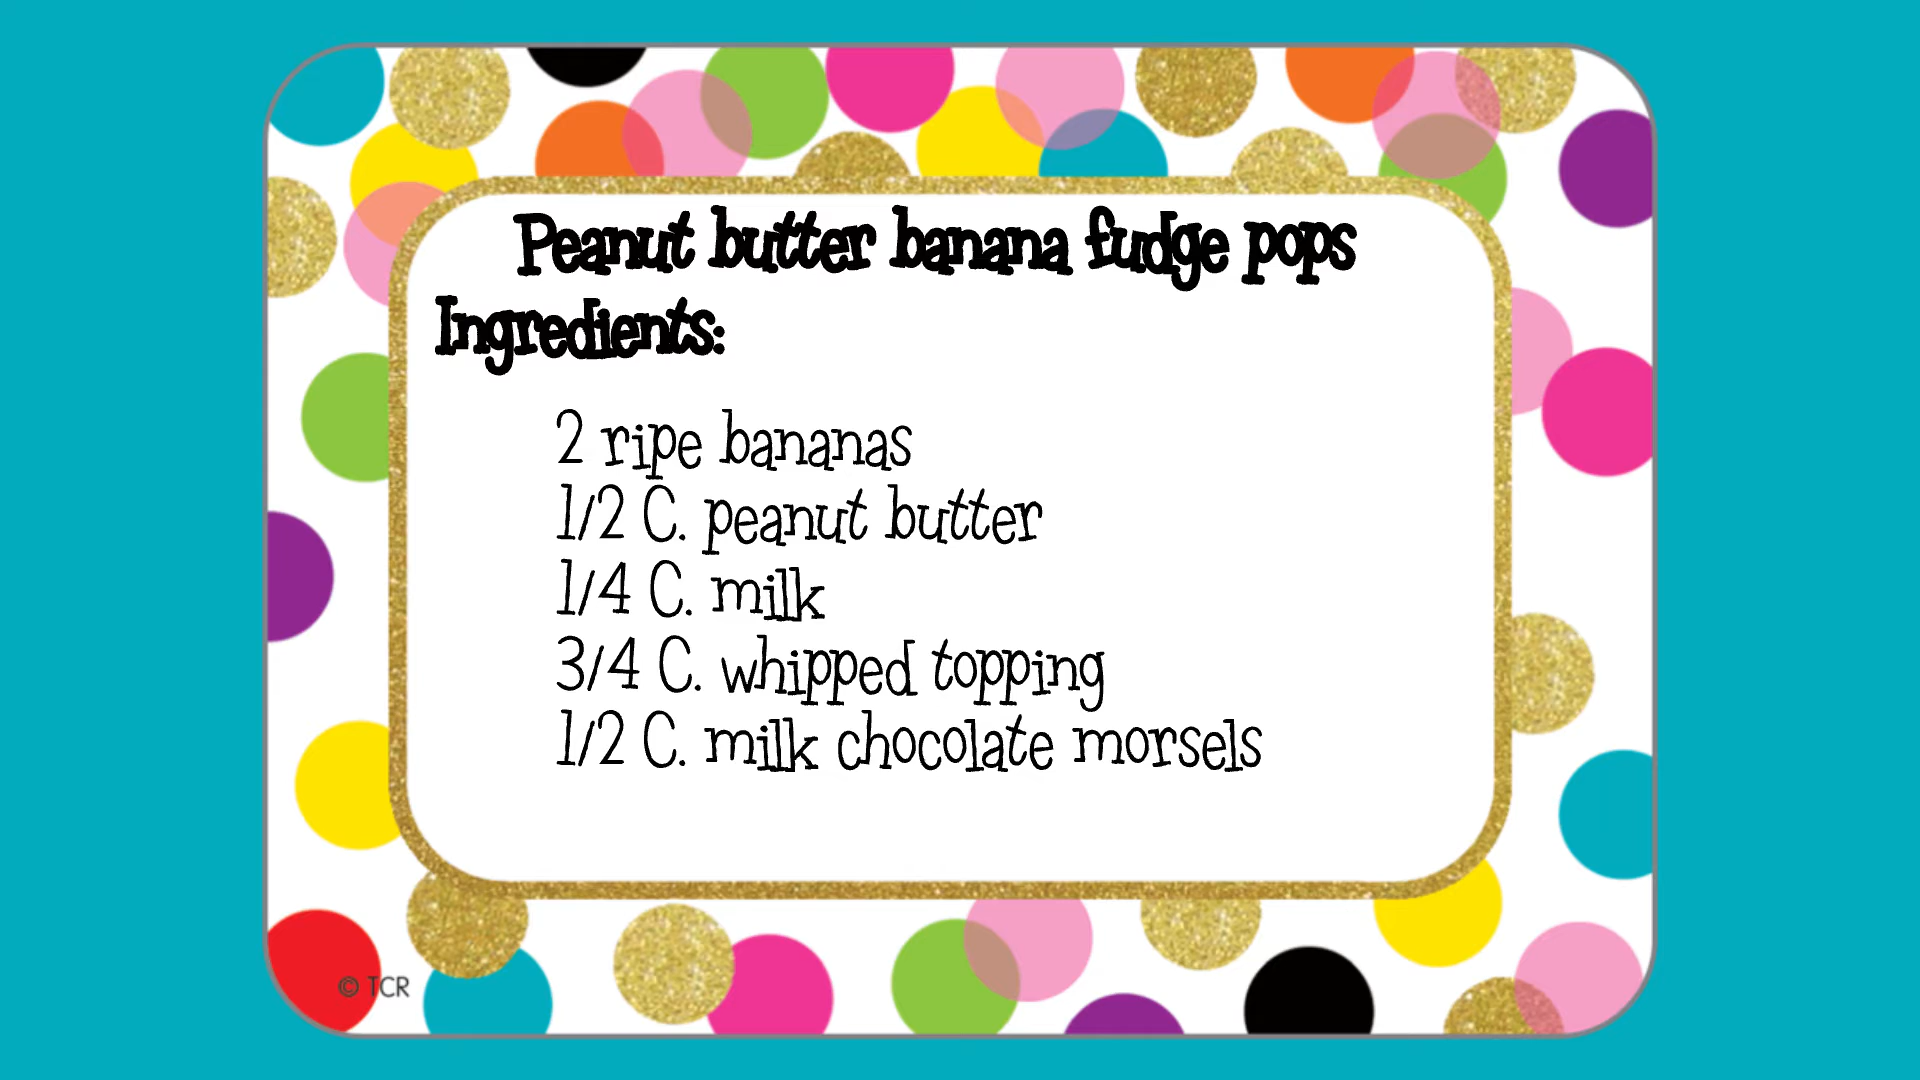 Peanut butter banana fudge pops
Ingredients:
2 ripe bananas
1/2 C. peanut butter
1/4 C. milk
3/4 C. whipped topping
1/2 C. milk chocolate morsels
© TCR